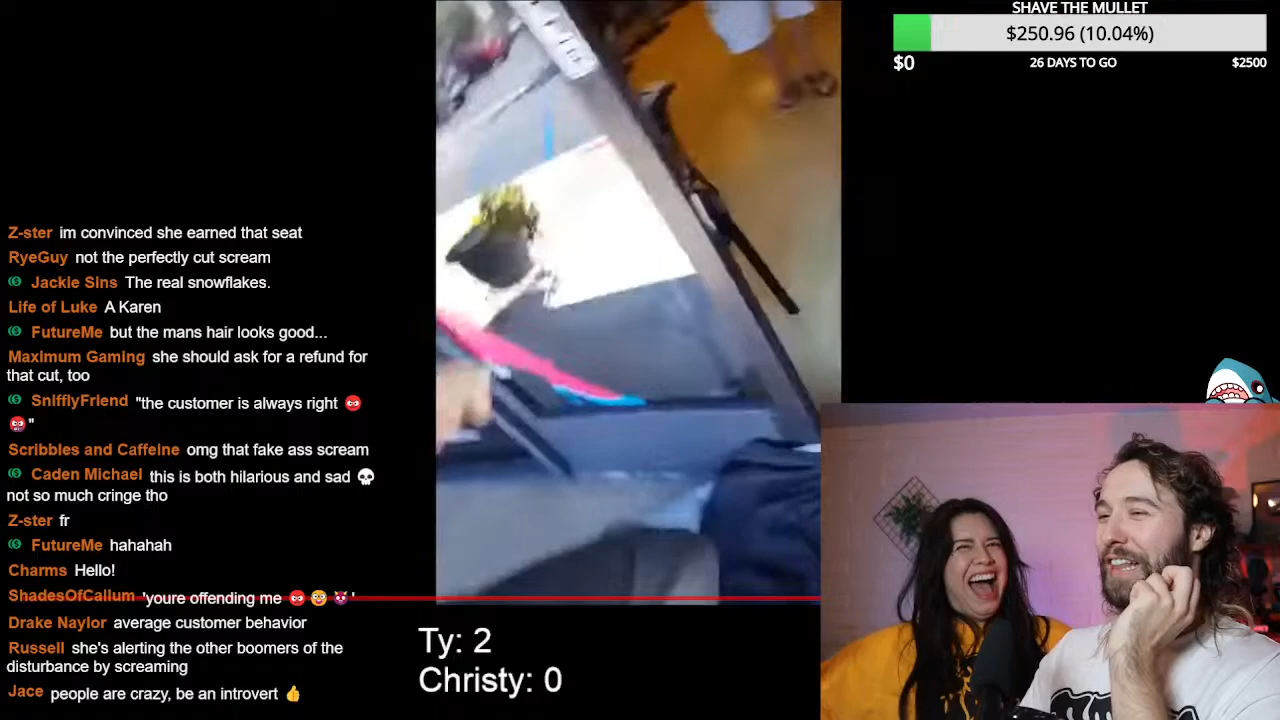 SHAVE THE MULLET
$250.96 (10.04%)
$0
26 DAYS TO GO
$2500
Z-ster im convinced she earned that seat
RyeGuy not the perfectly cut scream
Jackie Sins The real snowflakes.
Life of Luke A Karen
FutureMe but the mans hair looks good...
Maximum Gaming she should ask for a refund for
that cut, too
SnifflyFriend "the customer is always right 😡
😡"
Scribbles and Caffeine omg that fake ass scream
Caden Michael this is both hilarious and sad 💀
not so much cringe tho
Z-ster fr
FutureMe hahahah
Charms Hello!
ShadesOfCallum 'youre offending me 😡 🤡 😈 '
Drake Naylor average customer behavior
Russell she's alerting the other boomers of the
disturbance by screaming
Jace people are crazy, be an introvert 👍
Ty: 2
Christy: 0